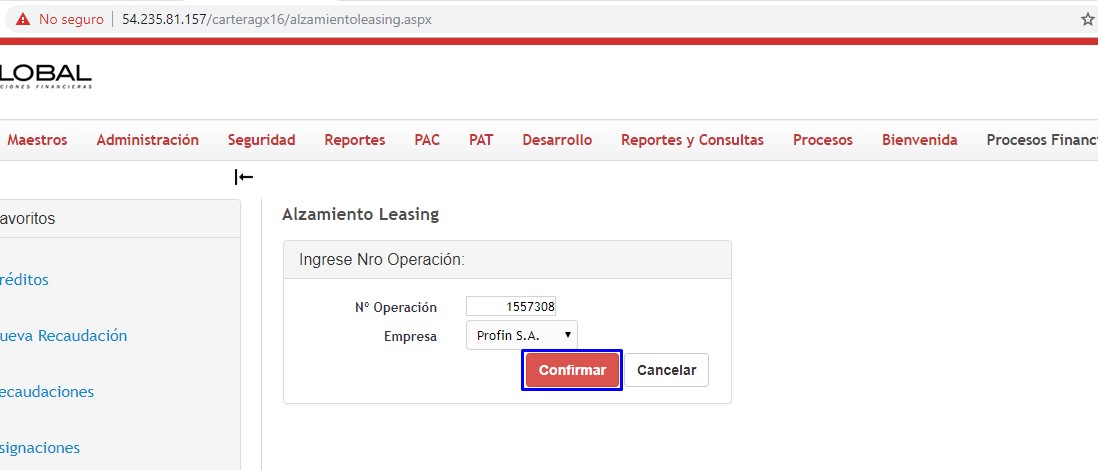 No seguro | 54.235.81.157/carteragx16/alzamientoleasing.aspx
LOBAL
CIONES FINANCIERAS
Maestros Administración Seguridad Reportes PAC PAT Desarrollo Reportes y Consultas Procesos Bienvenida Procesos Financ
avoritos
Alzamiento Leasing
Ingrese Nro Operación:
réditos
Nº Operación 1557308
ueva Recaudación
Empresa Profin S.A.
Confirmar Cancelar
ecaudaciones
signaciones